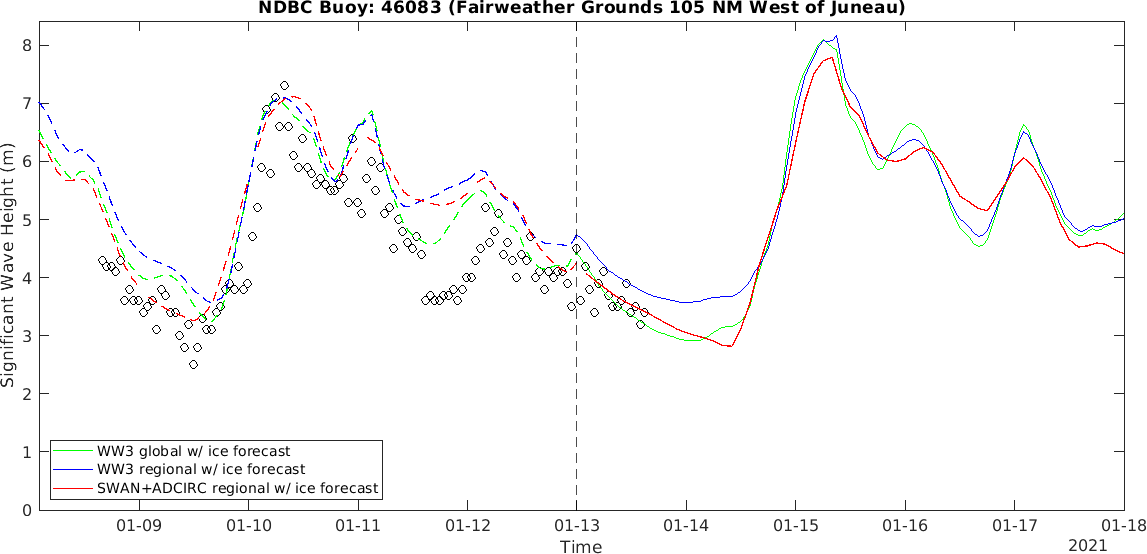 NDBC Buoy: 46083 (Fairweather Grounds 105 NM West of Juneau)
Significant Wave Height (m)
8
7
6
5
4
3
2
1
0
WW3 global w/ ice forecast
WW3 regional w/ ice forecast
SWAN+ADCIRC regional w/ ice forecast
01-09 01-10 01-11 01-12 01-13 01-14 01-15 01-16 01-17 01-18
Time
2021